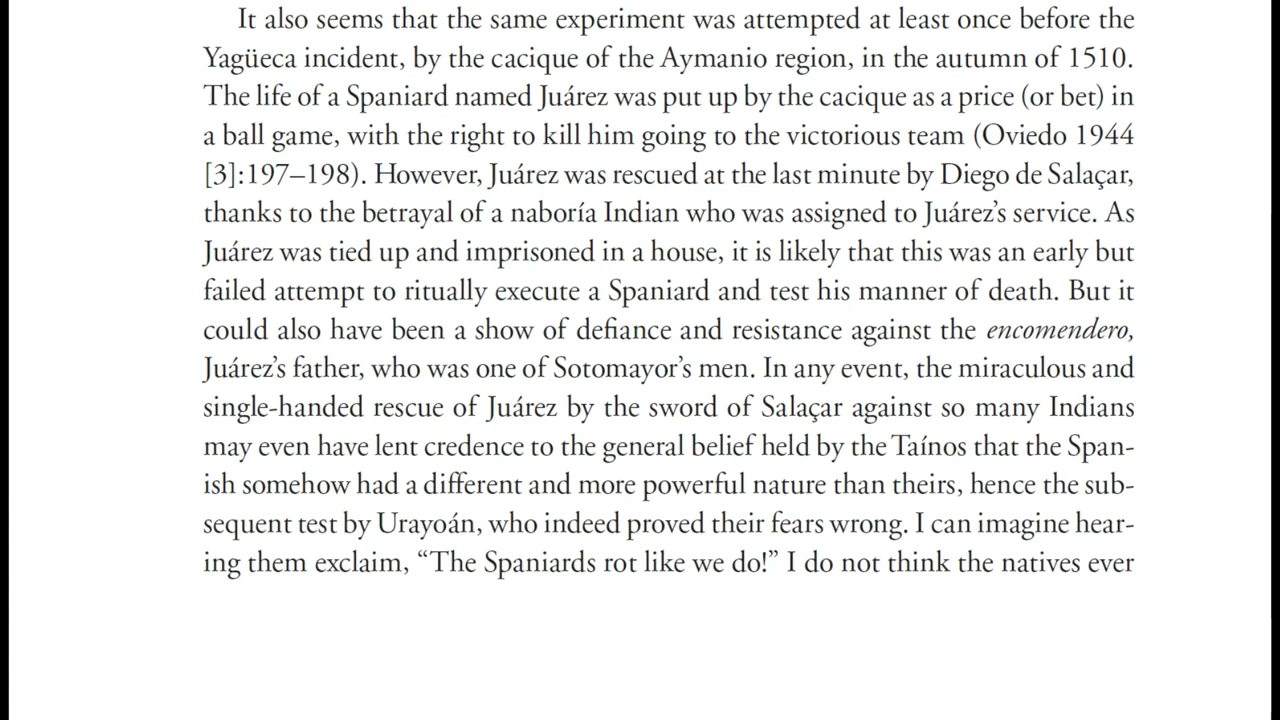 It also seems that the same experiment was attempted at least once before the
Yagüeca incident, by the cacique of the Aymanio region, in the autumn of 1510.
The life of a Spaniard named Juárez was put up by the cacique as a price (or bet) in
a ball game, with the right to kill him going to the victorious team (Oviedo 1944
[3]:197–198). However, Juárez was rescued at the last minute by Diego de Salaçar,
thanks to the betrayal of a naboría Indian who was assigned to Juárez’s service. As
Juárez was tied up and imprisoned in a house, it is likely that this was an early but
failed attempt to ritually execute a Spaniard and test his manner of death. But it
could also have been a show of defiance and resistance against the encomendero,
Juárez’s father, who was one of Sotomayor’s men. In any event, the miraculous and
single-handed rescue of Juárez by the sword of Salaçar against so many Indians
may even have lent credence to the general belief held by the Taínos that the Span-
ish somehow had a different and more powerful nature than theirs, hence the sub-
sequent test by Urayoán, who indeed proved their fears wrong. I can imagine hear-
ing them exclaim, “The Spaniards rot like we do!” I do not think the natives ever